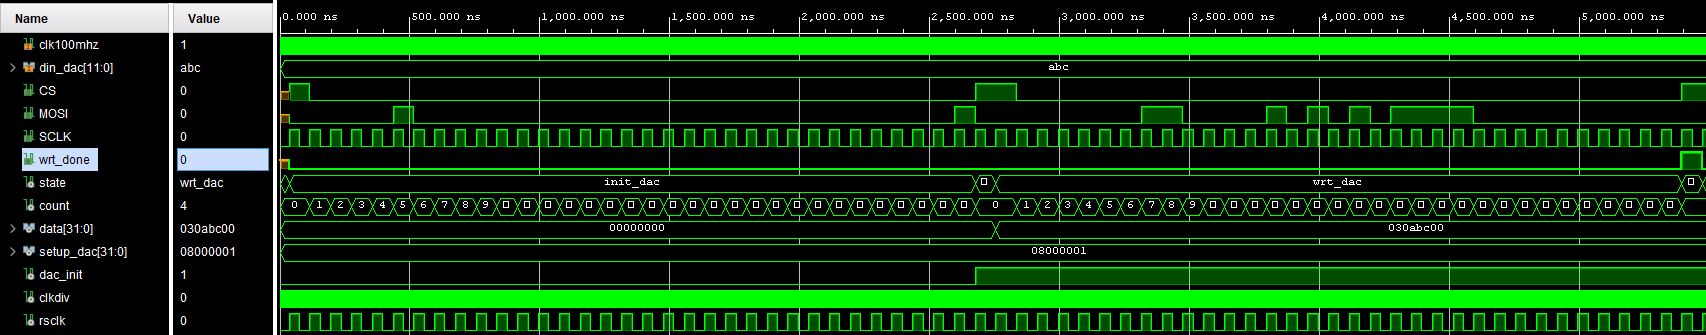 Name Value 0.000 ns 500.000 ns 1,000.000 ns 1,500.000 ns 2,000.000 ns 2,500.000 ns 3,000.000 ns 3,500.000 ns 4,000.000 ns 4,500.000 ns 5,000.000 ns
clk100mhz 1
din_dac[11:0] abc abc
CS 0
MOSI 0
SCLK 0
wrt_done 0
state wrt_dac init_dac wrt_dac
count 4 0 1 2 3 4 5 6 7 8 9 0 1 2 3 4 5 6 7 8 9
data[31:0] 030abc00 00000000 030abc00
setup_dac[31:0] 08000001 08000001
dac_init 1
clkdiv 0
rsclk 0